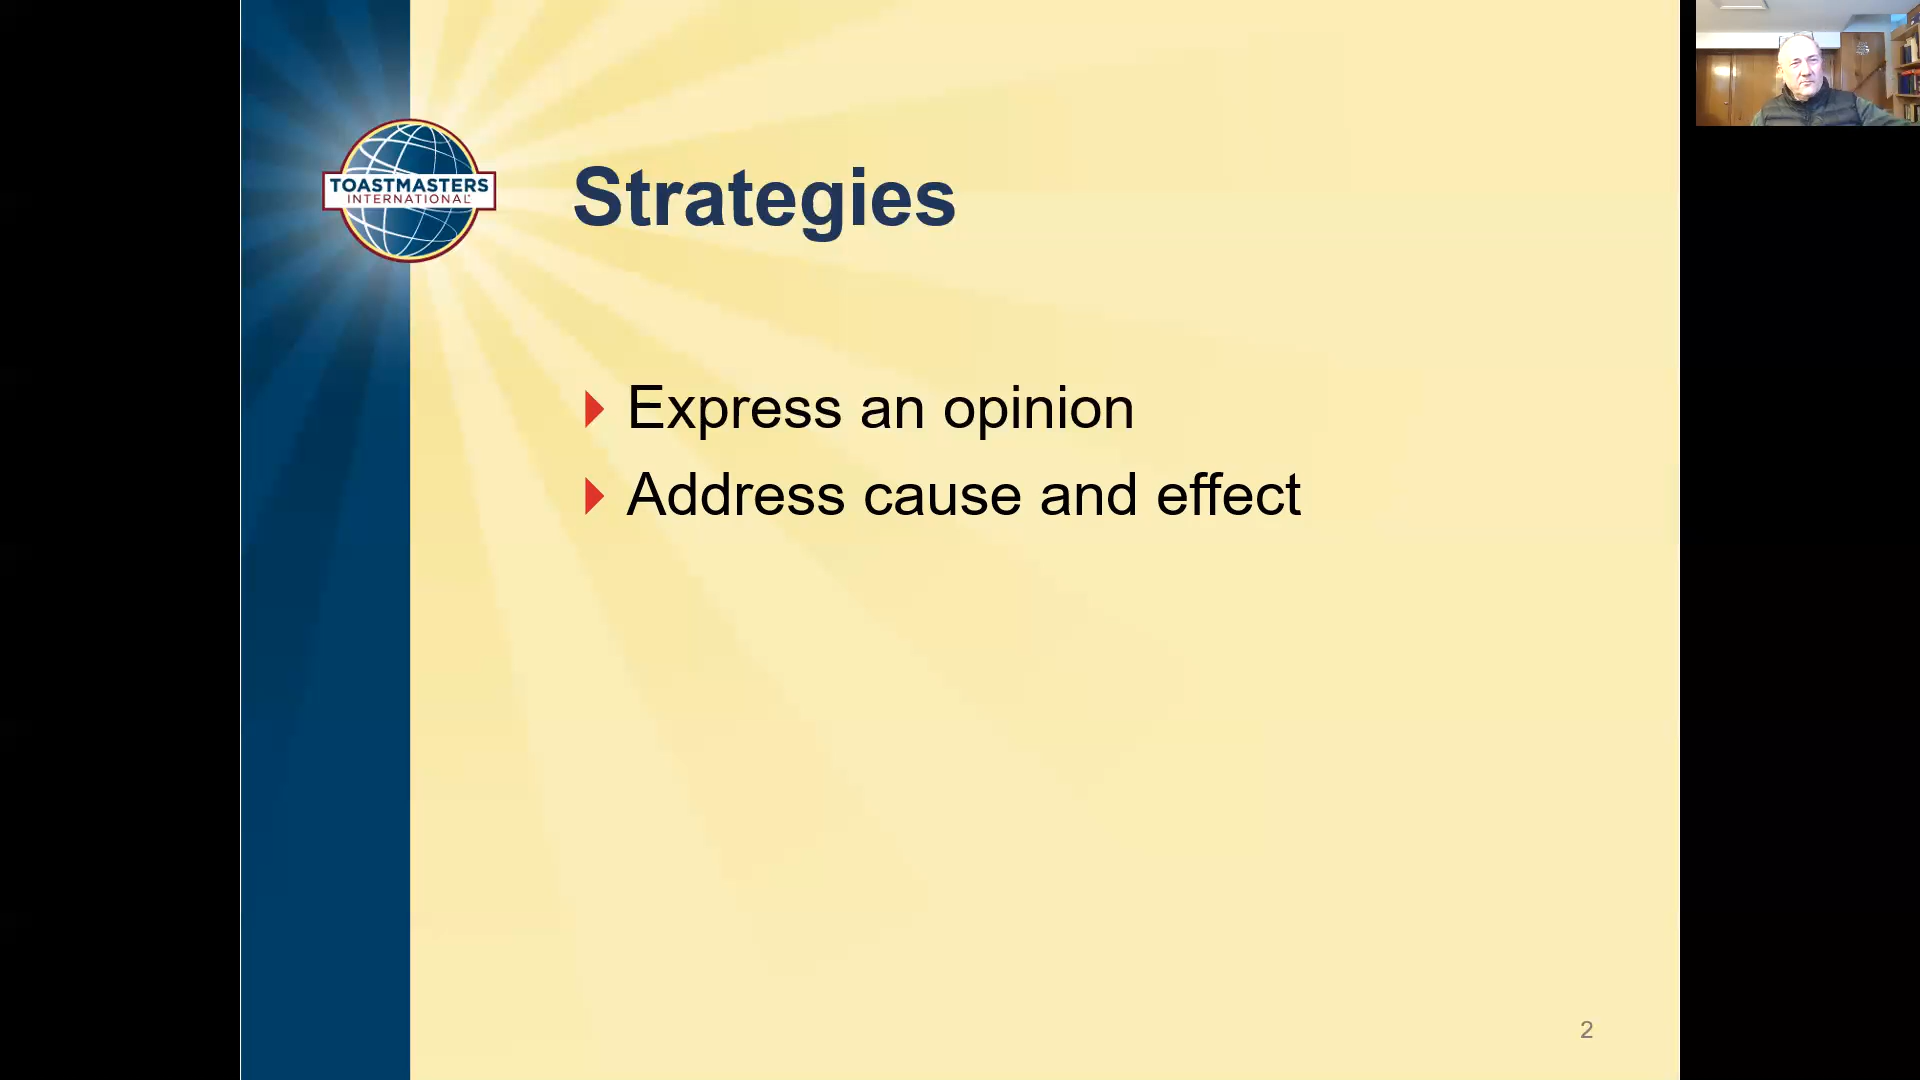 TOASTMASTERS
INTERNATIONAL
Strategies
Express an opinion
Address cause and effect
2